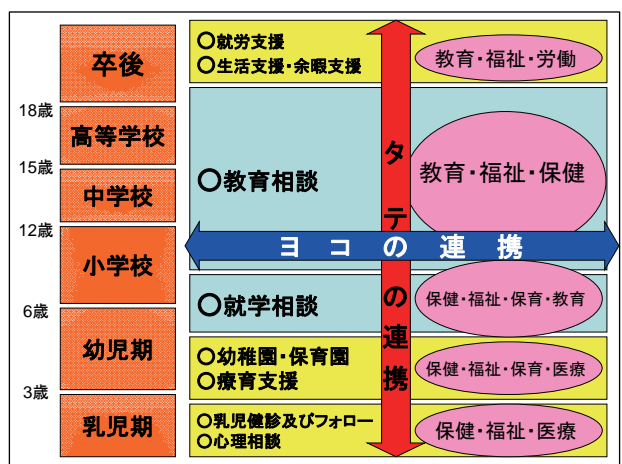 卒後
○就労支援
○生活支援・余暇支援
教育・福祉・労働
18歳
高等学校
15歳
中学校
○教育相談
教育・福祉・保健
12歳
ヨコの連携
タテの連携
小学校
6歳
○就学相談
保健・福祉・保育・教育
幼児期
○幼稚園・保育園
○療育支援
保健・福祉・保育・医療
3歳
乳児期
○乳児健診及びフォロー
○心理相談
保健・福祉・医療